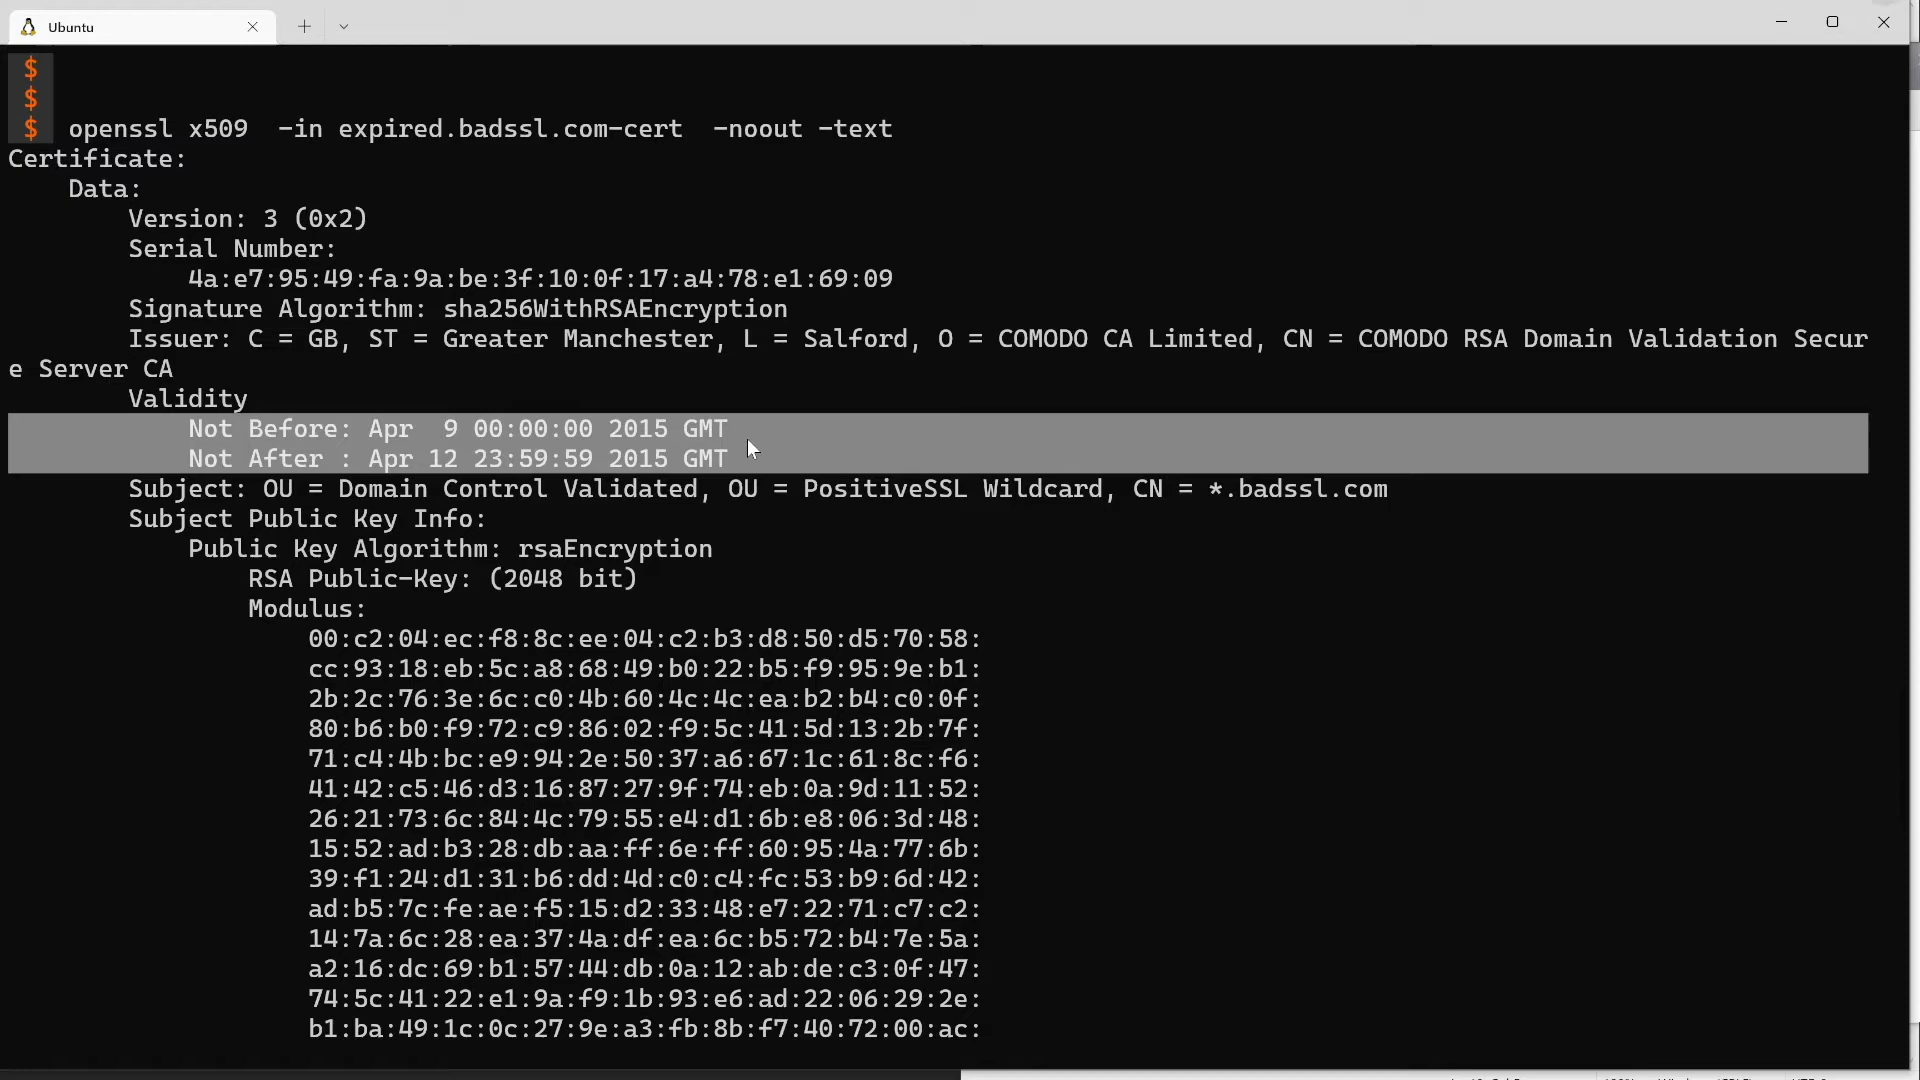 Ubuntu
$
$
$ openssl x509  -in expired.badssl.com-cert  -noout -text
Certificate:
    Data:
        Version: 3 (0x2)
        Serial Number:
            4a:e7:95:49:fa:9a:be:3f:10:0f:17:a4:78:e1:69:09
        Signature Algorithm: sha256WithRSAEncryption
        Issuer: C = GB, ST = Greater Manchester, L = Salford, O = COMODO CA Limited, CN = COMODO RSA Domain Validation Secur
e Server CA
        Validity
            Not Before: Apr  9 00:00:00 2015 GMT
            Not After : Apr 12 23:59:59 2015 GMT
        Subject: OU = Domain Control Validated, OU = PositiveSSL Wildcard, CN = *.badssl.com
        Subject Public Key Info:
            Public Key Algorithm: rsaEncryption
                RSA Public-Key: (2048 bit)
                Modulus:
                    00:c2:04:ec:f8:8c:ee:04:c2:b3:d8:50:d5:70:58:
                    cc:93:18:eb:5c:a8:68:49:b0:22:b5:f9:95:9e:b1:
                    2b:2c:76:3e:6c:c0:4b:60:4c:4c:ea:b2:b4:c0:0f:
                    80:b6:b0:f9:72:c9:86:02:f9:5c:41:5d:13:2b:7f:
                    71:c4:4b:bc:e9:94:2e:50:37:a6:67:1c:61:8c:f6:
                    41:42:c5:46:d3:16:87:27:9f:74:eb:0a:9d:11:52:
                    26:21:73:6c:84:4c:79:55:e4:d1:6b:e8:06:3d:48:
                    15:52:ad:b3:28:db:aa:ff:6e:ff:60:95:4a:77:6b:
                    39:f1:24:d1:31:b6:dd:4d:c0:c4:fc:53:b9:6d:42:
                    ad:b5:7c:fe:ae:f5:15:d2:33:48:e7:22:71:c7:c2:
                    14:7a:6c:28:ea:37:4a:df:ea:6c:b5:72:b4:7e:5a:
                    a2:16:dc:69:b1:57:44:db:0a:12:ab:de:c3:0f:47:
                    74:5c:41:22:e1:9a:f9:1b:93:e6:ad:22:06:29:2e:
                    b1:ba:49:1c:0c:27:9e:a3:fb:8b:f7:40:72:00:ac: